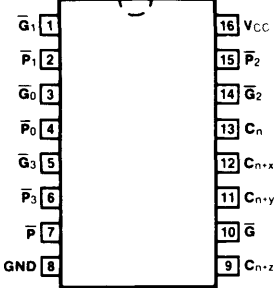 G̅₁ 1 16 VCC
P̅₁ 2 15 P̅₂
G̅₀ 3 14 G̅₂
P̅₀ 4 13 Cn
G̅₃ 5 12 Cn+x
P̅₃ 6 11 Cn+y
P̅ 7 10 G̅
GND 8 9 Cn+z